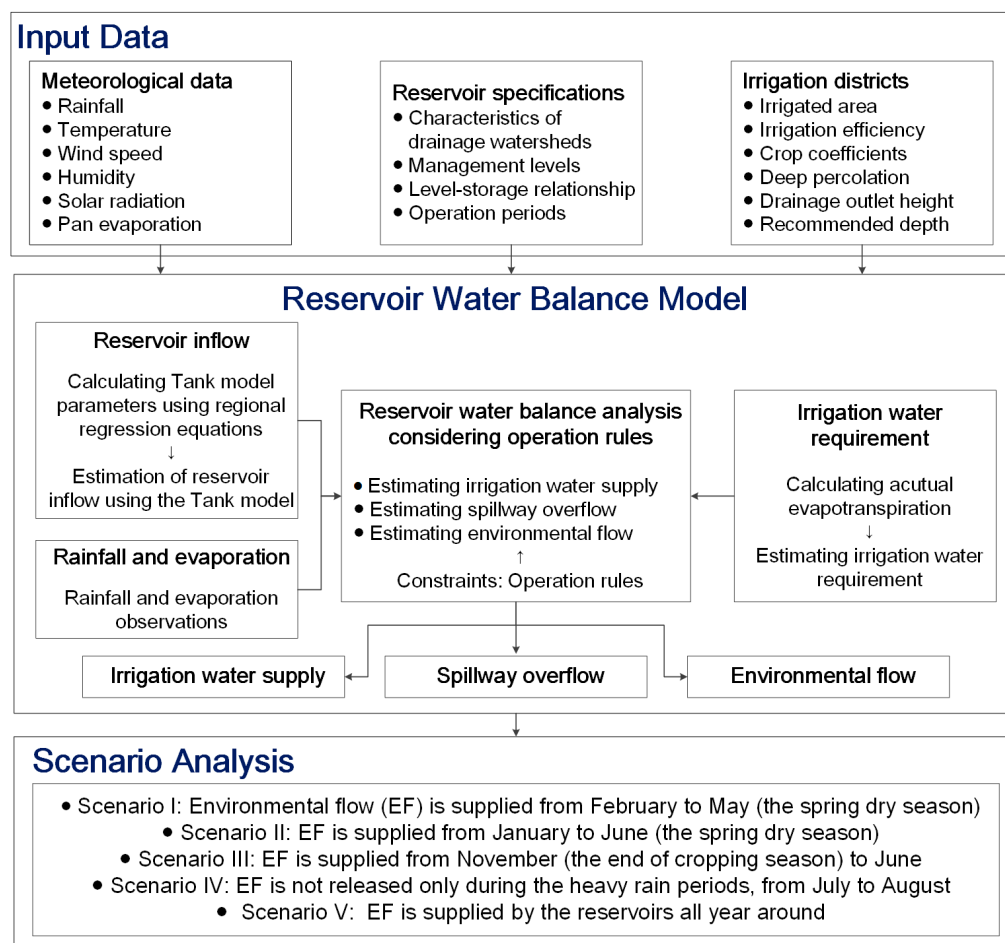 Input Data
Meteorological data
● Rainfall
● Temperature
● Wind speed
● Humidity
● Solar radiation
● Pan evaporation
Reservoir specifications
● Characteristics of
drainage watersheds
● Management levels
● Level-storage relationship
● Operation periods
Irrigation districts
● Irrigated area
● Irrigation efficiency
● Crop coefficients
● Deep percolation
● Drainage outlet height
● Recommended depth
Reservoir Water Balance Model
Reservoir inflow
Calculating Tank model
parameters using regional
regression equations
↓
Estimation of reservoir
inflow using the Tank model
Rainfall and evaporation
Rainfall and evaporation
observations
Reservoir water balance analysis
considering operation rules
● Estimating irrigation water supply
● Estimating spillway overflow
● Estimating environmental flow
↑
Constraints: Operation rules
Irrigation water
requirement
Calculating acutual
evapotranspiration
↓
Estimating irrigation water
requirement
Irrigation water supply
Spillway overflow
Environmental flow
Scenario Analysis
● Scenario I: Environmental flow (EF) is supplied from February to May (the spring dry season)
● Scenario II: EF is supplied from January to June (the spring dry season)
● Scenario III: EF is supplied from November (the end of cropping season) to June
● Scenario IV: EF is not released only during the heavy rain periods, from July to August
● Scenario V: EF is supplied by the reservoirs all year around